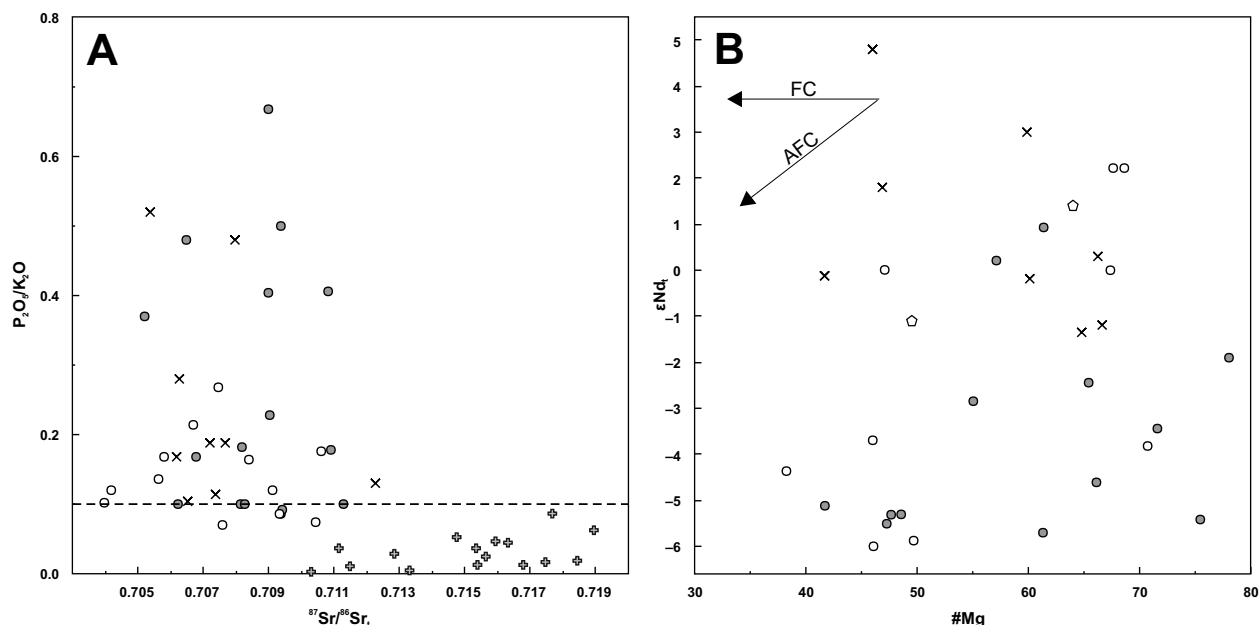 A
0.8
0.6
0.4
0.2
0.0
P₂O₅/K₂O
0.705 0.707 0.709 0.711 0.713 0.715 0.717 0.719
⁸⁷Sr/⁸⁶Srᵢ
B
FC
AFC
5
4
3
2
1
0
−1
−2
−3
−4
−5
−6
εNdₜ
30 40 50 60 70 80
#Mg